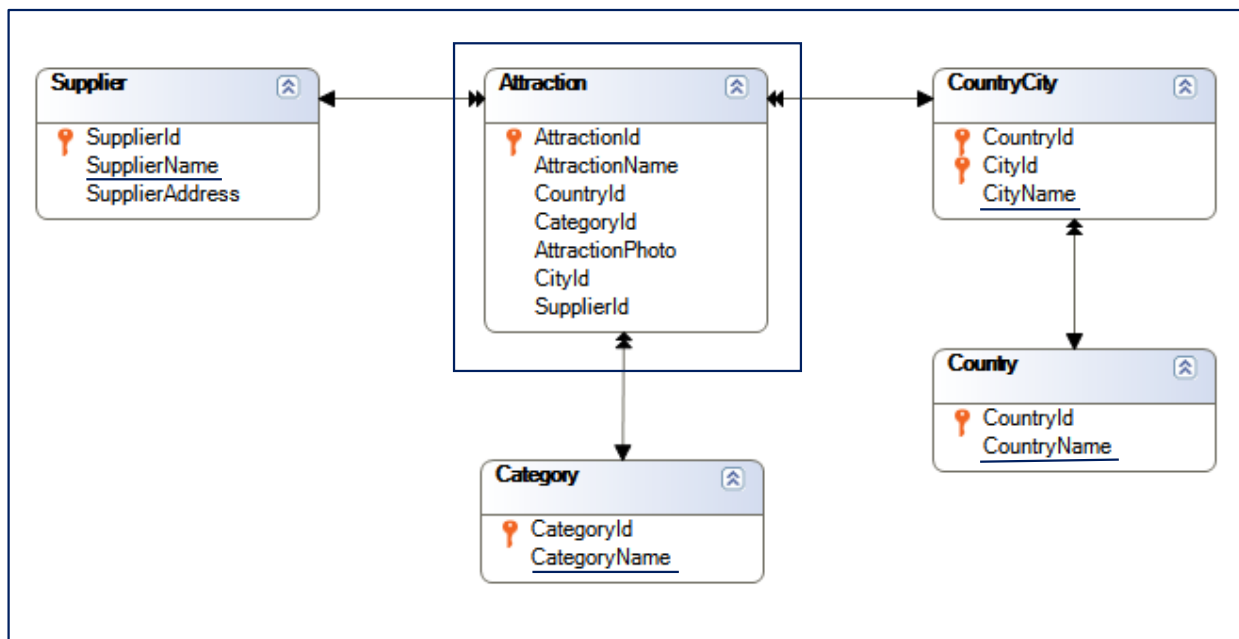 Supplier
SupplierId
SupplierName
SupplierAddress
Attraction
AttractionId
AttractionName
CountryId
CategoryId
AttractionPhoto
CityId
SupplierId
CountryCity
CountryId
CityId
CityName
Country
CountryId
CountryName
Category
CategoryId
CategoryName